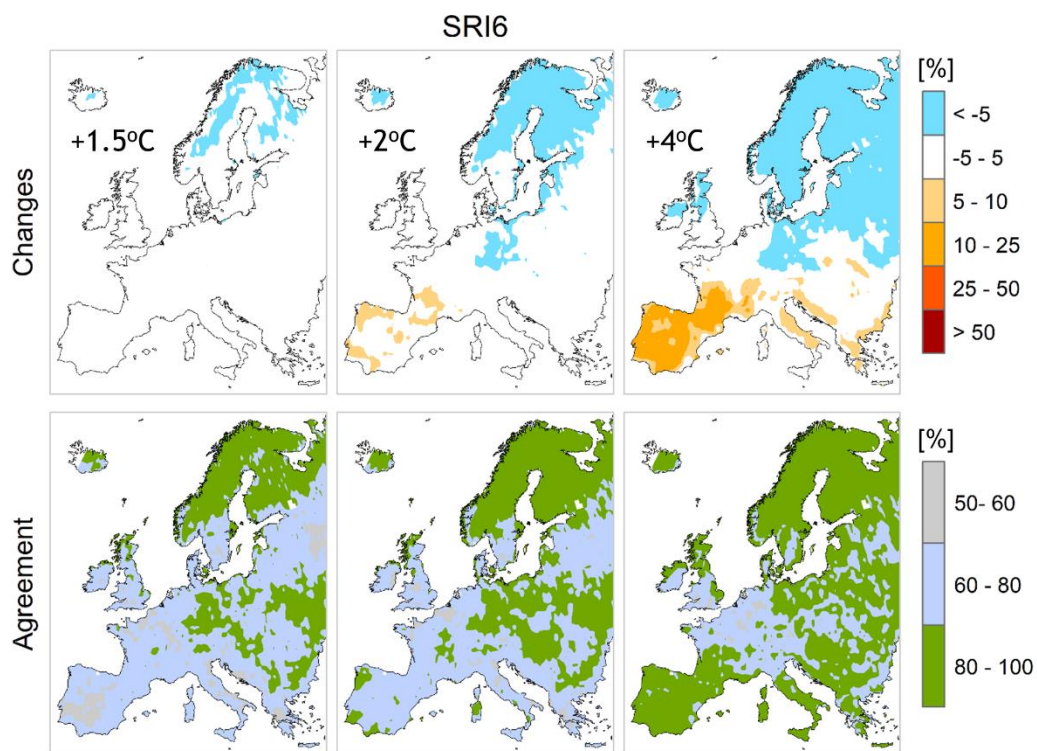 SRI6
Changes
+1.5°C
+2°C
+4°C
[%]
< -5
-5 - 5
5 - 10
10 - 25
25 - 50
> 50
Agreement
[%]
50- 60
60 - 80
80 - 100